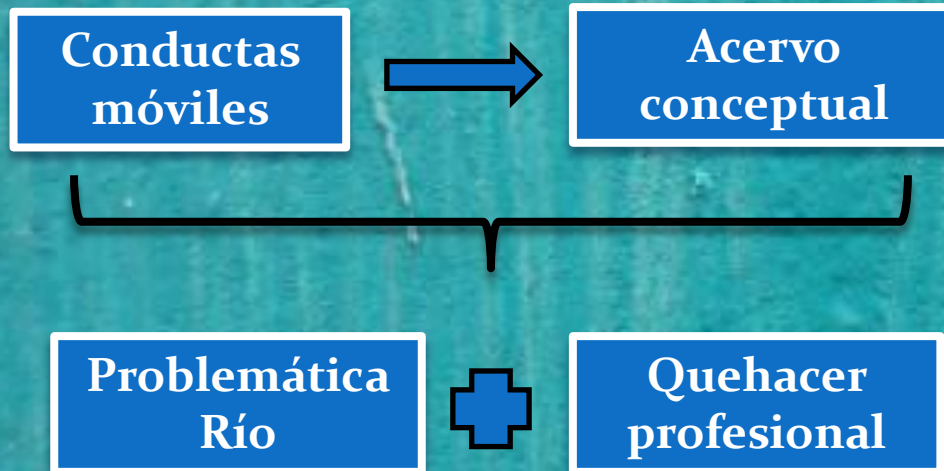 Conductas
móviles
Acervo
conceptual
Problemática
Río
Quehacer
profesional